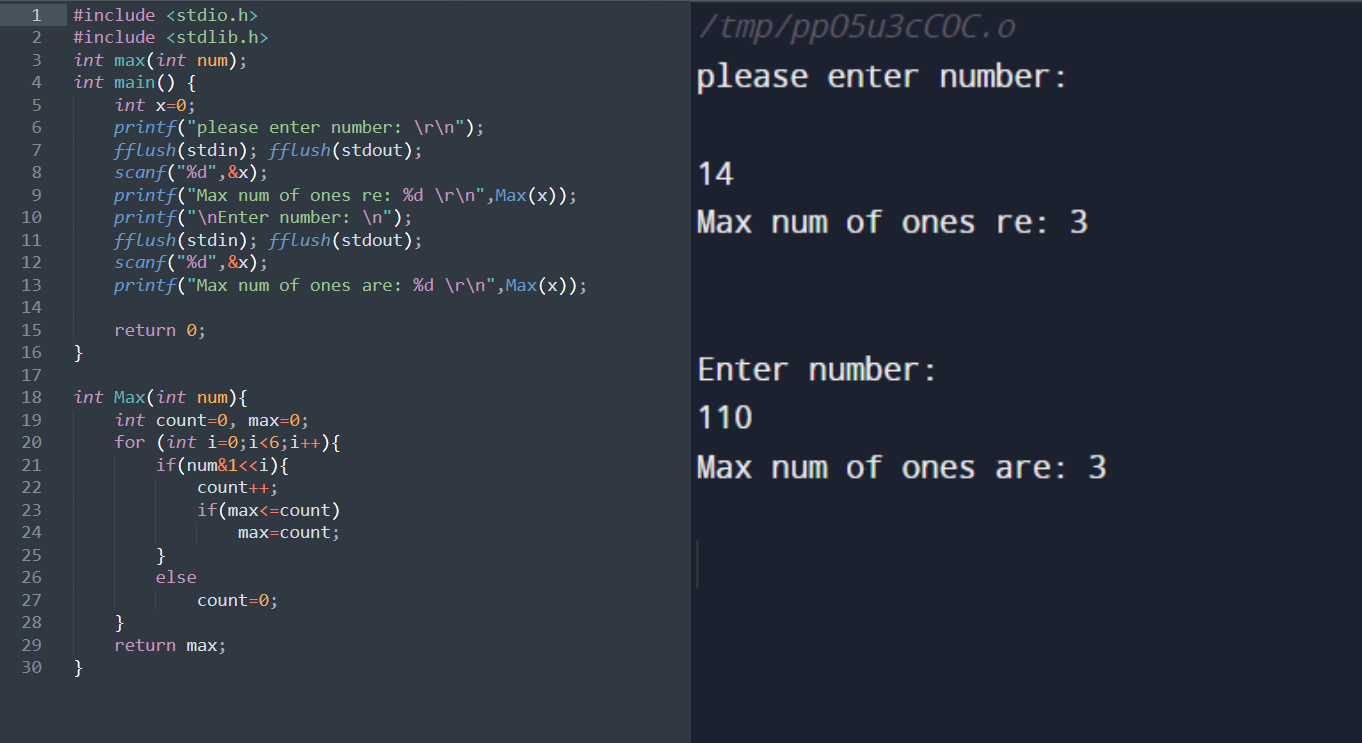 1 #include <stdio.h>
2 #include <stdlib.h>
3 int max(int num);
4 int main() {
5     int x=0;
6     printf("please enter number: \r\n");
7     fflush(stdin); fflush(stdout);
8     scanf("%d",&x);
9     printf("Max num of ones re: %d \r\n",Max(x));
10     printf("\nEnter number: \n");
11     fflush(stdin); fflush(stdout);
12     scanf("%d",&x);
13     printf("Max num of ones are: %d \r\n",Max(x));
14
15     return 0;
16 }
17
18 int Max(int num){
19     int count=0, max=0;
20     for (int i=0;i<6;i++){
21         if(num&1<<i){
22             count++;
23             if(max<=count)
24                 max=count;
25         }
26         else
27             count=0;
28     }
29     return max;
30 }
/tmp/ppO5u3cCOC.o
please enter number:
14
Max num of ones re: 3
Enter number:
110
Max num of ones are: 3